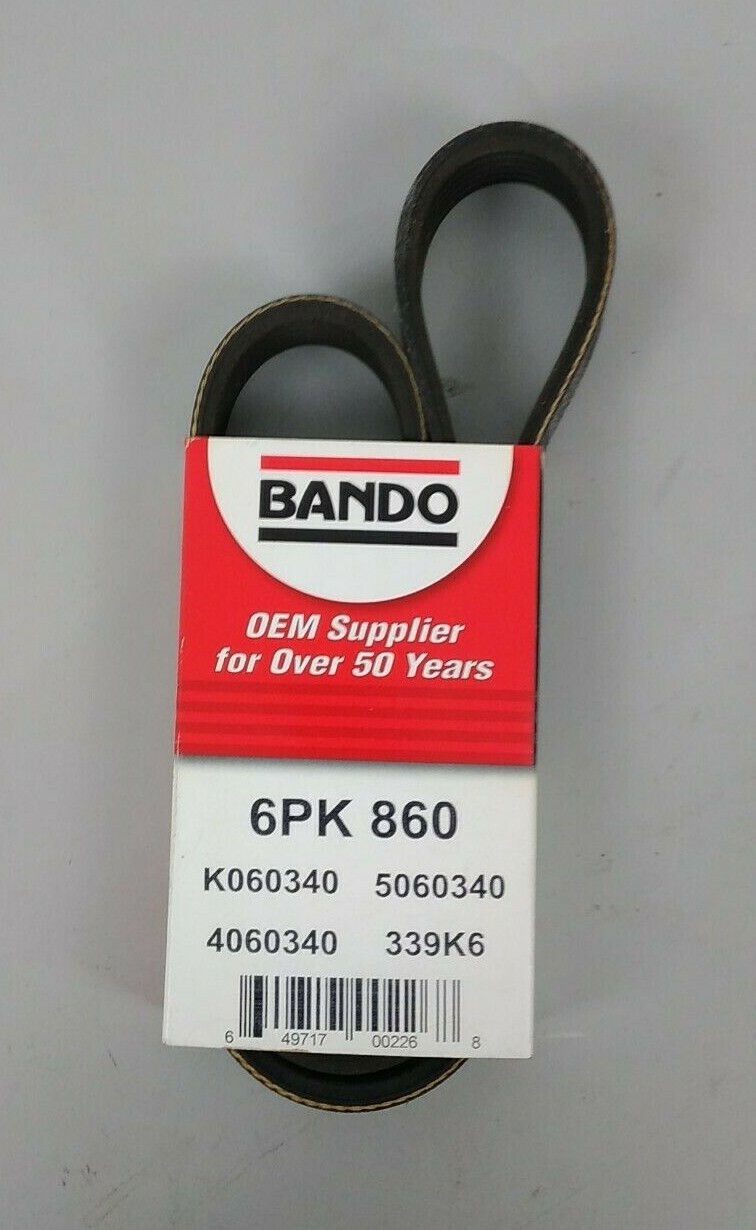 BANDO
OEM Supplier
for Over 50 Years
6PK 860
K060340 5060340
4060340 339K6
6 49717 00226 8